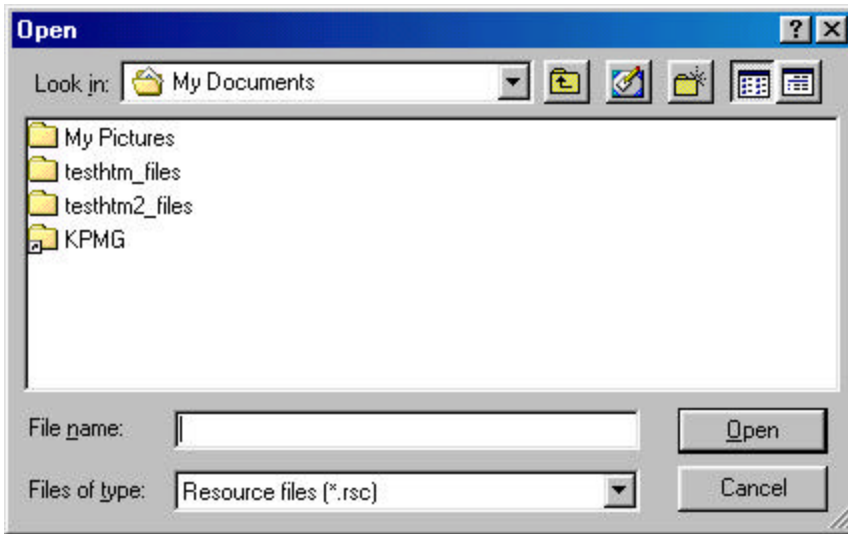 Open
Look in: My Documents
My Pictures
testhtm_files
testhtm2_files
KPMG
File name: Open
Files of type: Resource files (*.rsc) Cancel